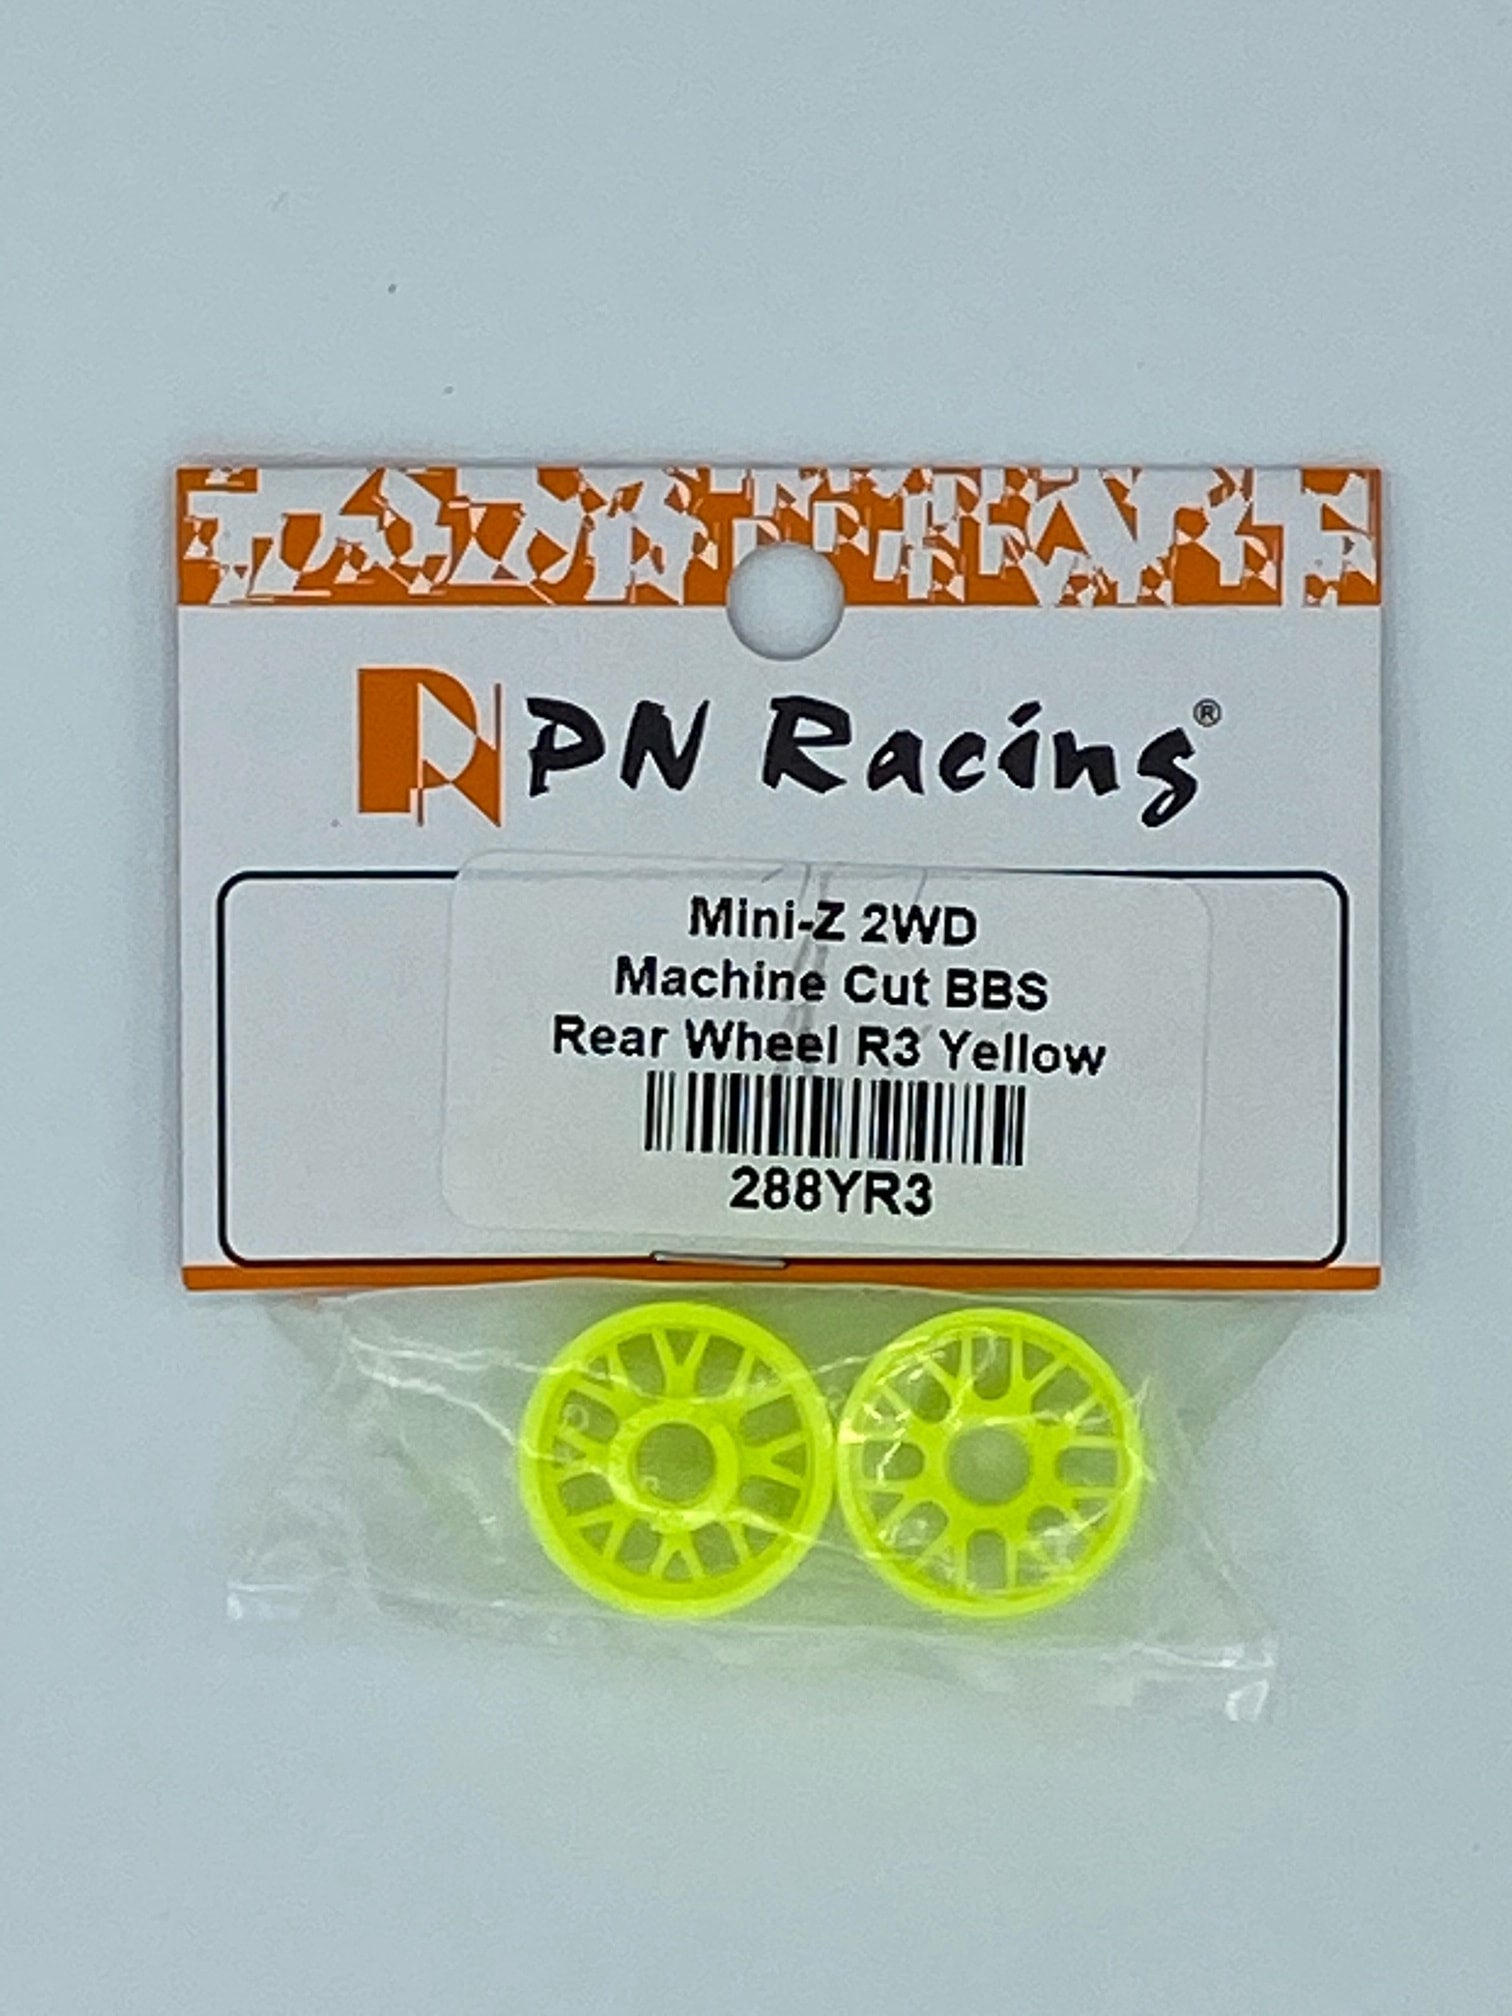 PN Racing®
Mini-Z 2WD
Machine Cut BBS
Rear Wheel R3 Yellow
288YR3